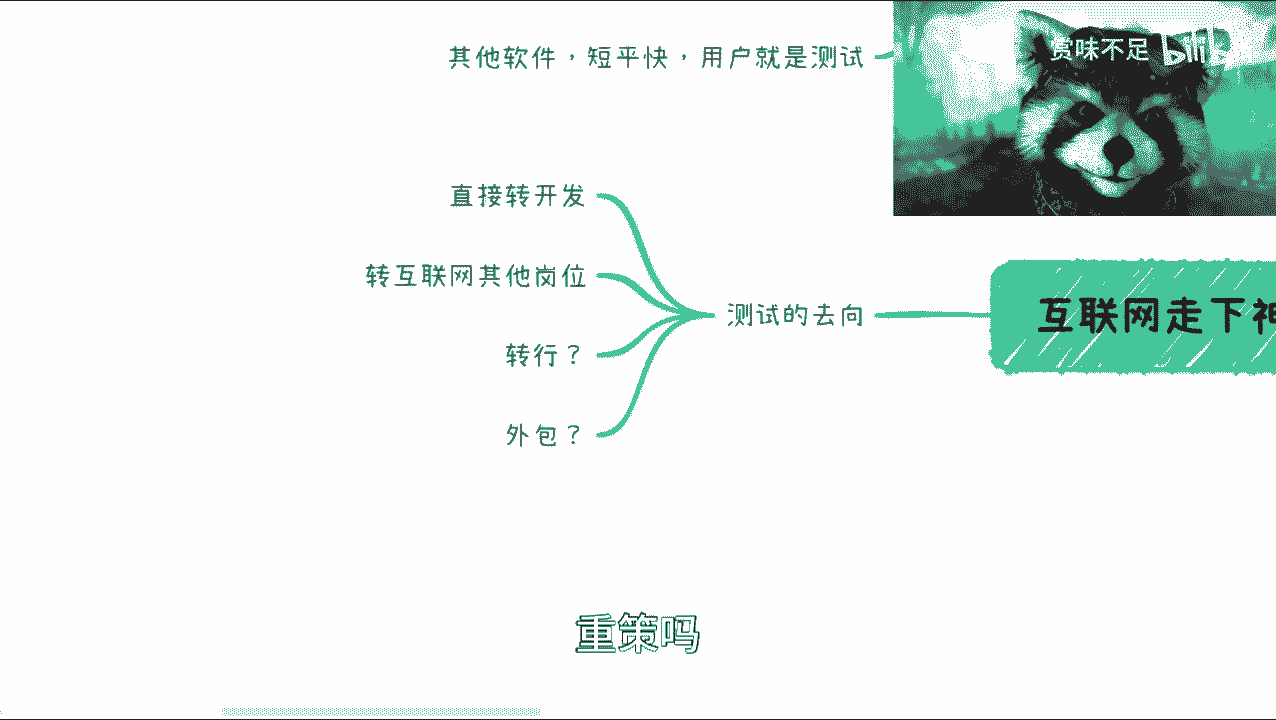 其他软件，短平快，用户就是测试
赏味不足 bilibili
直接转开发
转互联网其他岗位
测试的去向
互联网走下神
转行？
外包？
重策吗